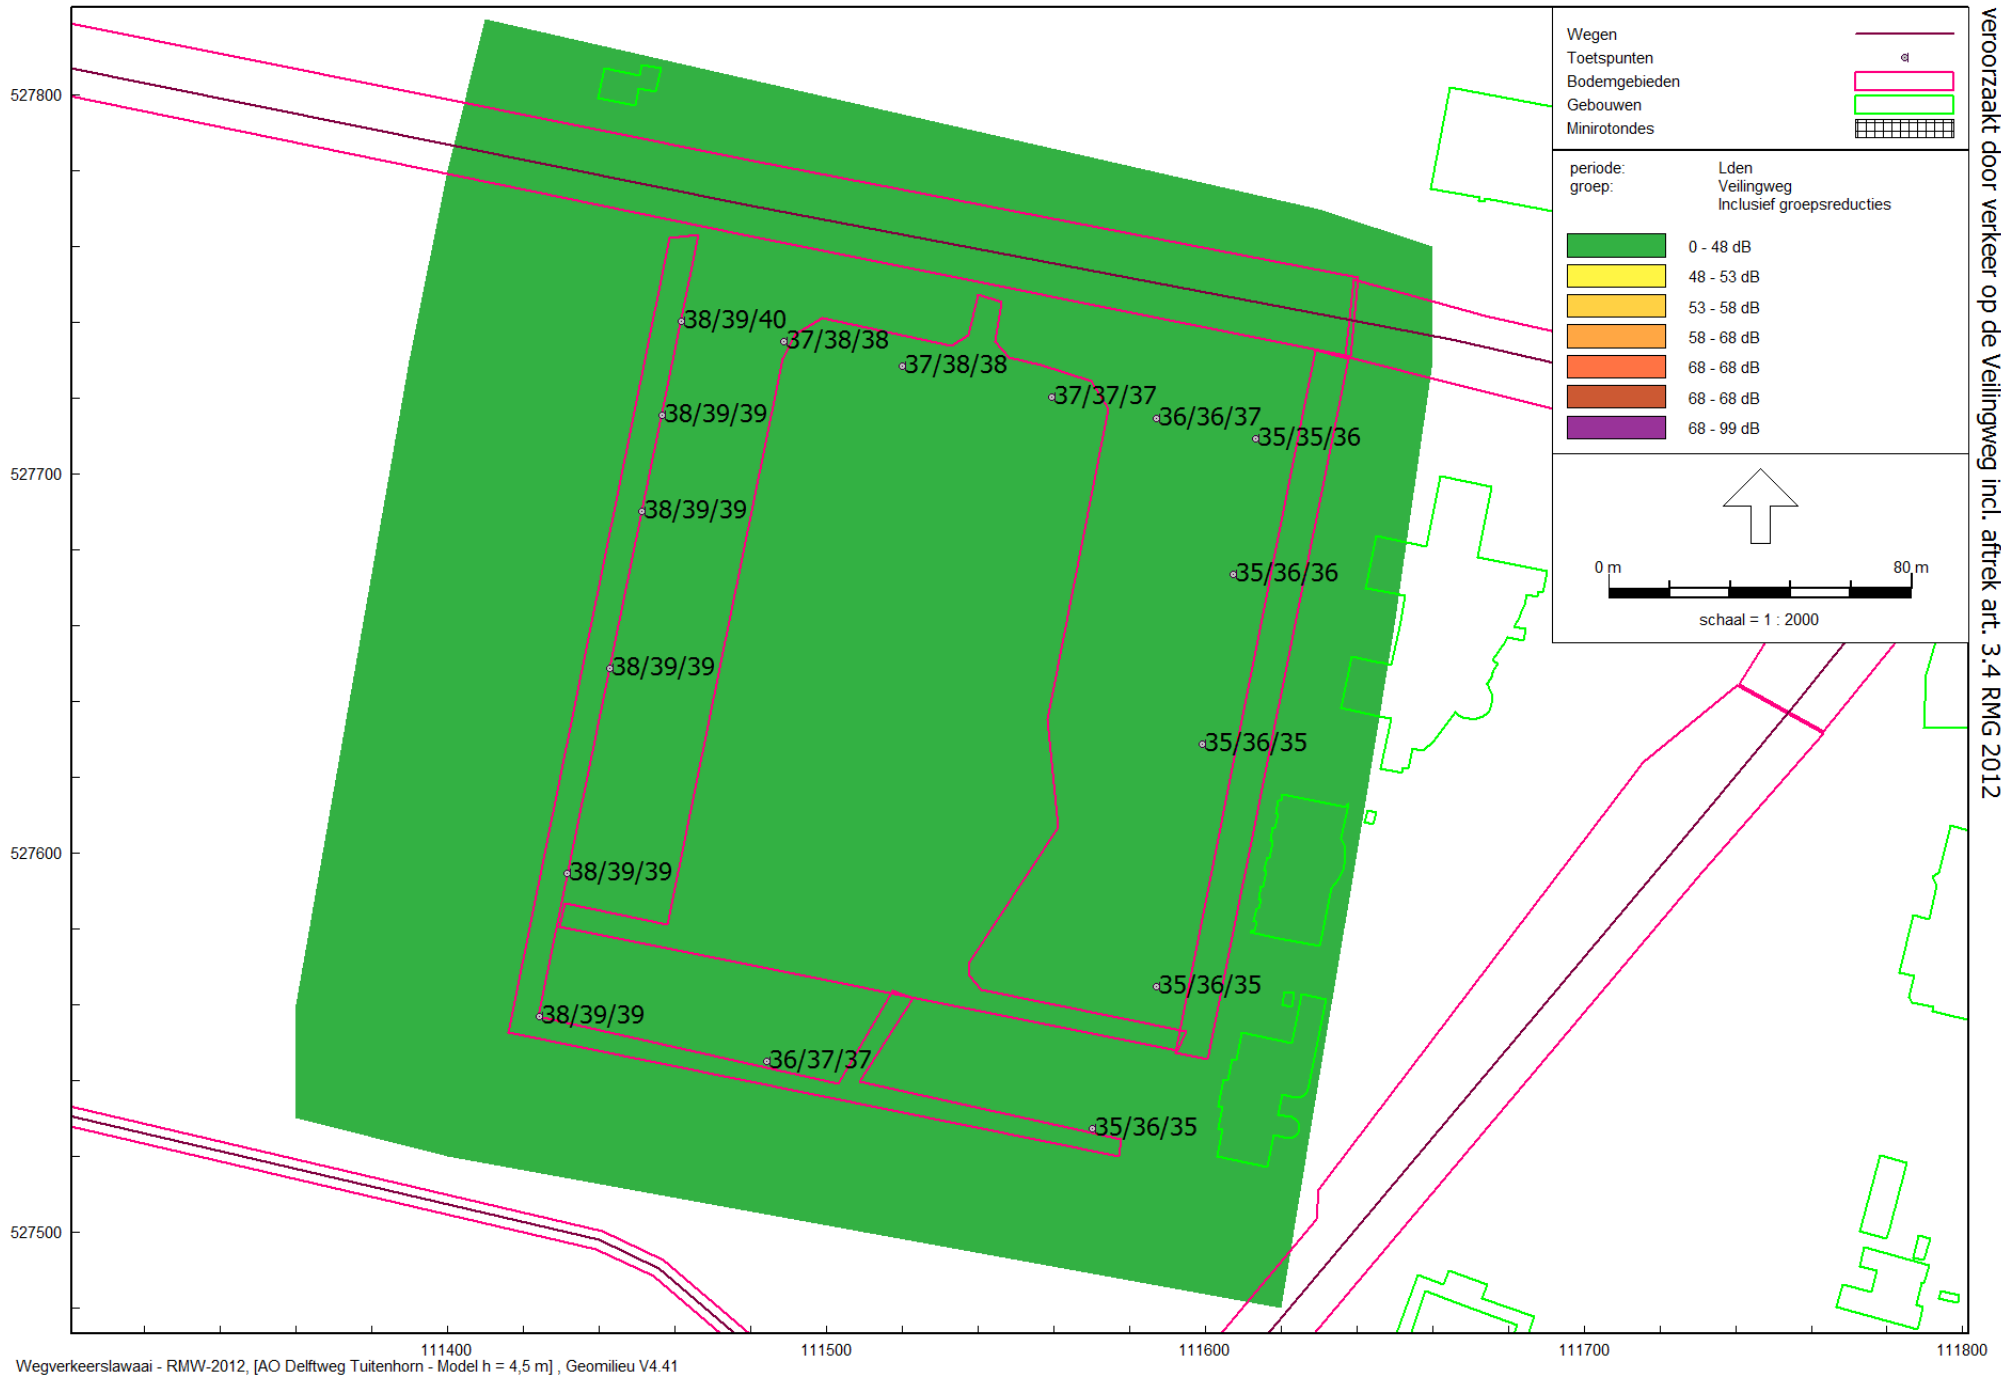 Wegen
Toetspunten
Bodemgebieden
Gebouwen
Minirotondes
periode: Lden
groep: Veilingweg
Inclusief groepsreducties
0 - 48 dB
48 - 53 dB
53 - 58 dB
58 - 68 dB
68 - 68 dB
68 - 68 dB
68 - 99 dB
0 m 80 m
schaal = 1 : 2000
veroorzaakt door verkeer op de Veilingweg incl. aftrek art. 3.4 RMG 2012
527800
527700
527600
527500
38/39/40
37/38/38
37/38/38
37/37/37
38/39/39
36/36/37
35/35/36
38/39/39
35/36/36
38/39/39
35/36/35
38/39/39
35/36/35
38/39/39
36/37/37
35/36/35
111400 111500 111600 111700 111800
Wegverkeerslawaai - RMW-2012, [AO Delftweg Tuitenhorn - Model h = 4,5 m] , Geomilieu V4.41